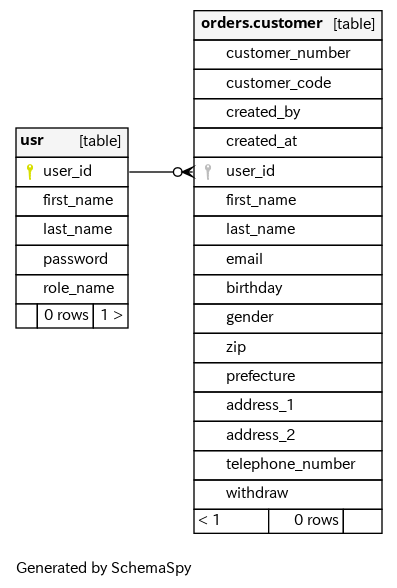 usr [table]
user_id
first_name
last_name
password
role_name
0 rows 1 >
orders.customer [table]
customer_number
customer_code
created_by
created_at
user_id
first_name
last_name
email
birthday
gender
zip
prefecture
address_1
address_2
telephone_number
withdraw
< 1 0 rows
Generated by SchemaSpy